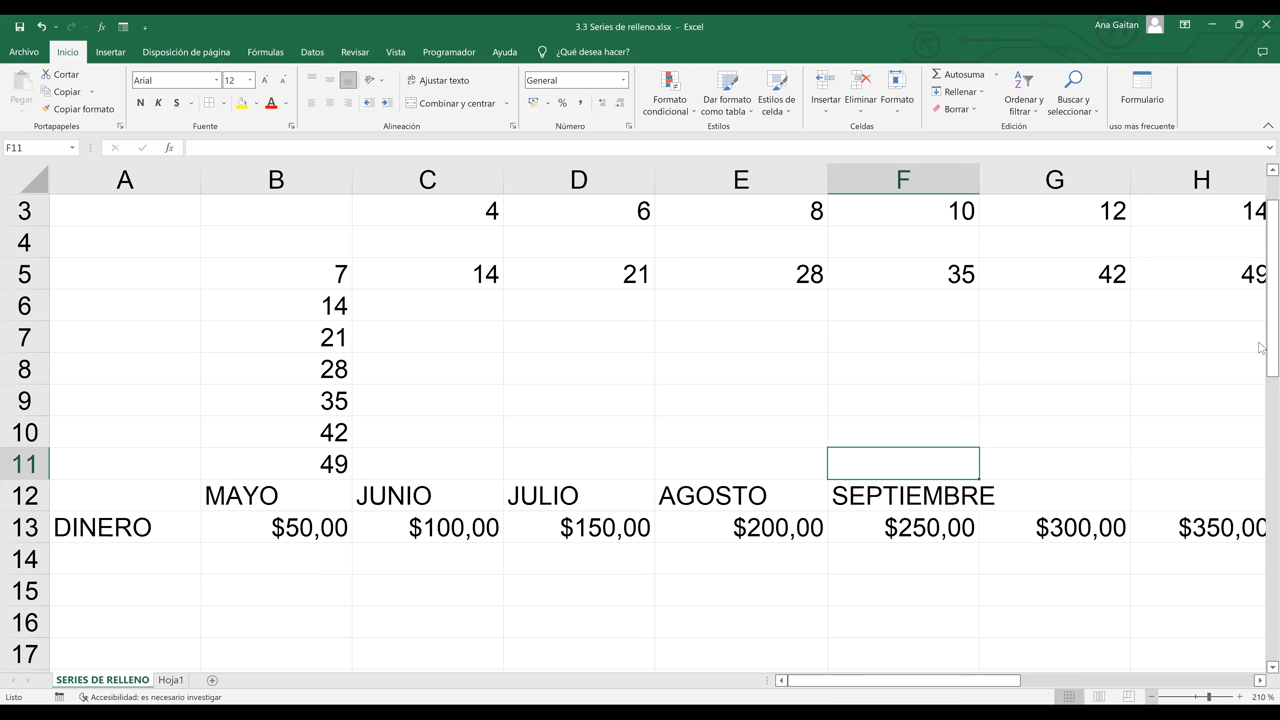 3.3 Series de relleno.xlsx - Excel
Ana Gaitan
Archivo Inicio Insertar Disposición de página Fórmulas Datos Revisar Vista Programador Ayuda ¿Qué desea hacer?
Pegar
Cortar
Copiar
Copiar formato
Portapapeles
Arial 12
N K S
Fuente
Ajustar texto
Combinar y centrar
Alineación
General
Número
Formato condicional
Dar formato como tabla
Estilos de celda
Estilos
Insertar Eliminar Formato
Celdas
Autosuma
Rellenar
Borrar
Ordenar y filtrar
Buscar y seleccionar
Edición
Formulario
uso mas frecuente
F11 fx
A B C D E F G H
3 4 6 8 10 12 14
4
5 7 14 21 28 35 42 49
6 14
7 21
8 28
9 35
10 42
11 49
12 MAYO JUNIO JULIO AGOSTO SEPTIEMBRE
13 DINERO $50,00 $100,00 $150,00 $200,00 $250,00 $300,00 $350,00
14
15
16
17
SERIES DE RELLENO Hoja1
Listo Accesibilidad: es necesario investigar 210 %